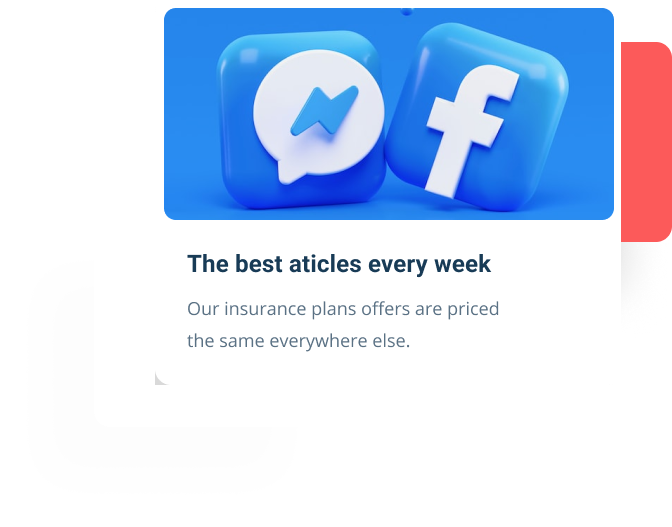 The best aticles every week
Our insurance plans offers are priced
the same everywhere else.